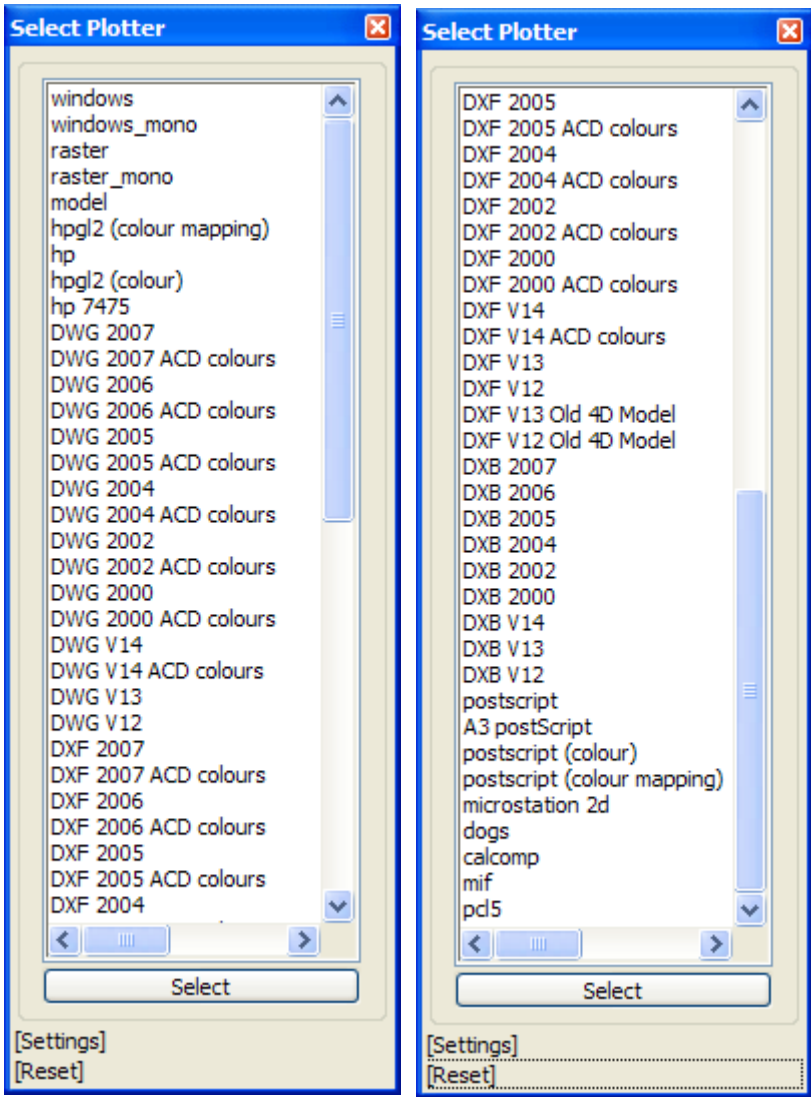 Select Plotter
windows
windows_mono
raster
raster_mono
model
hpgl2 (colour mapping)
hp
hpgl2 (colour)
hp 7475
DWG 2007
DWG 2007 ACD colours
DWG 2006
DWG 2006 ACD colours
DWG 2005
DWG 2005 ACD colours
DWG 2004
DWG 2004 ACD colours
DWG 2002
DWG 2002 ACD colours
DWG 2000
DWG 2000 ACD colours
DWG V14
DWG V14 ACD colours
DWG V13
DWG V12
DXF 2007
DXF 2007 ACD colours
DXF 2006
DXF 2006 ACD colours
DXF 2005
DXF 2005 ACD colours
DXF 2004
Select
[Settings]
[Reset]
Select Plotter
DXF 2005
DXF 2005 ACD colours
DXF 2004
DXF 2004 ACD colours
DXF 2002
DXF 2002 ACD colours
DXF 2000
DXF 2000 ACD colours
DXF V14
DXF V14 ACD colours
DXF V13
DXF V12
DXF V13 Old 4D Model
DXF V12 Old 4D Model
DXB 2007
DXB 2006
DXB 2005
DXB 2004
DXB 2002
DXB 2000
DXB V14
DXB V13
DXB V12
postscript
A3 postScript
postscript (colour)
postscript (colour mapping)
microstation 2d
dogs
calcomp
mif
pcl5
Select
[Settings]
[Reset]